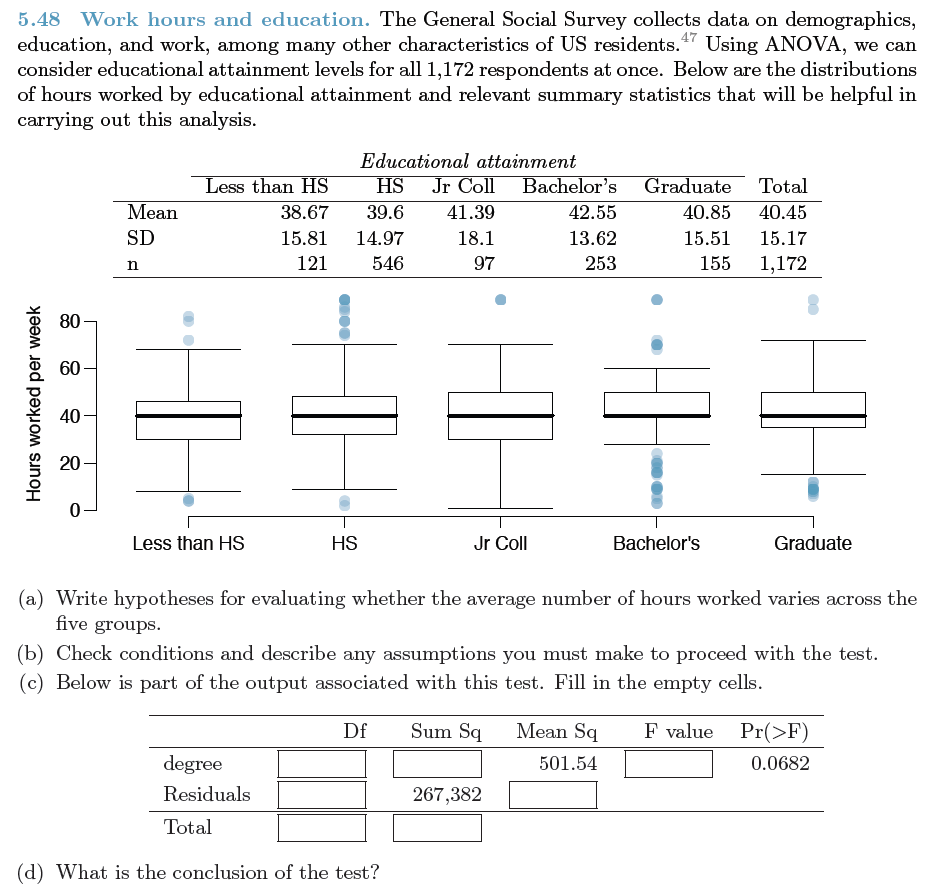 5.48 Work hours and education. The General Social Survey collects data on demographics,
education, and work, among many other characteristics of US residents.47 Using ANOVA, we can
consider educational attainment levels for all 1,172 respondents at once. Below are the distributions
of hours worked by educational attainment and relevant summary statistics that will be helpful in
carrying out this analysis.
Educational attainment
Less than HS HS Jr Coll Bachelor's Graduate Total
Mean 38.67 39.6 41.39 42.55 40.85 40.45
SD 15.81 14.97 18.1 13.62 15.51 15.17
n 121 546 97 253 155 1,172
Hours worked per week
80
60
40
20
0
Less than HS HS Jr Coll Bachelor's Graduate
(a) Write hypotheses for evaluating whether the average number of hours worked varies across the
five groups.
(b) Check conditions and describe any assumptions you must make to proceed with the test.
(c) Below is part of the output associated with this test. Fill in the empty cells.
Df Sum Sq Mean Sq F value Pr(>F)
degree 501.54 0.0682
Residuals 267,382
Total
(d) What is the conclusion of the test?